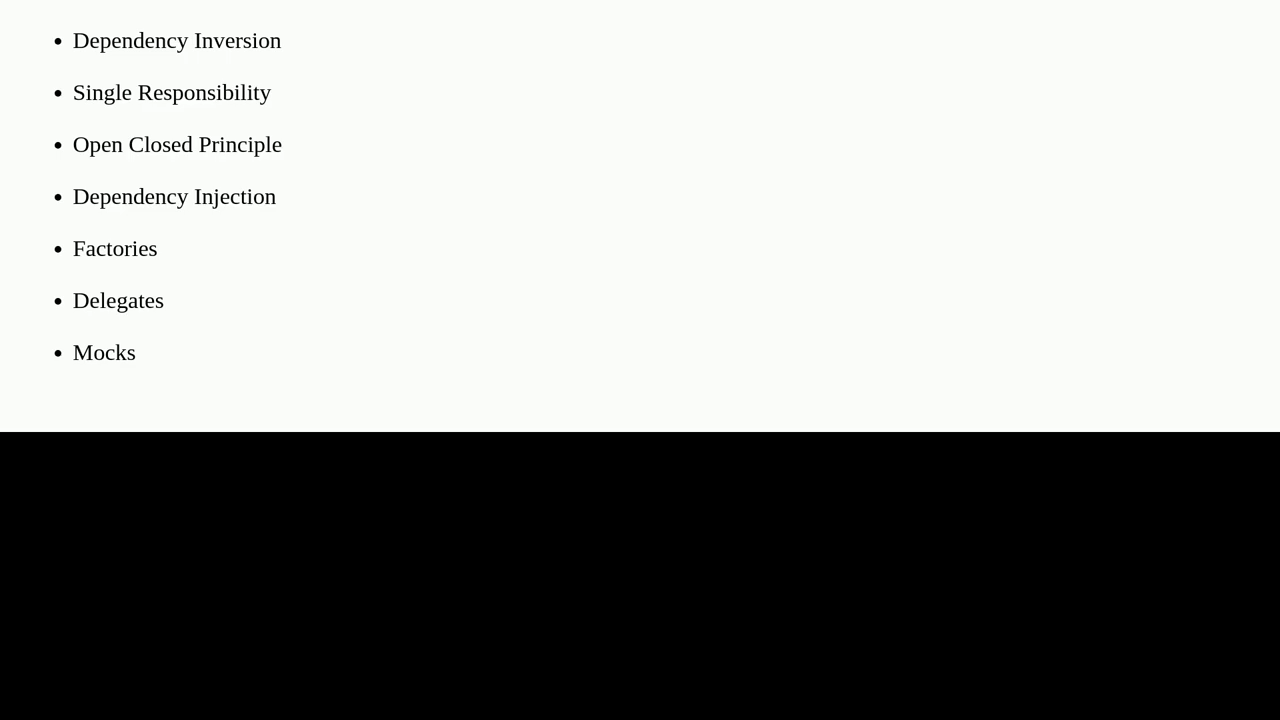 • Dependency Inversion
• Single Responsibility
• Open Closed Principle
• Dependency Injection
• Factories
• Delegates
• Mocks